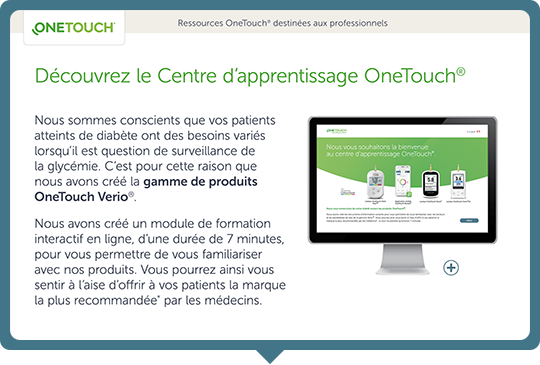 ONETOUCH®
Ressources OneTouch® destinées aux professionnels
Découvrez le Centre d’apprentissage OneTouch®
Nous sommes conscients que vos patients
atteints de diabète ont des besoins variés
lorsqu’il est question de surveillance de
la glycémie. C’est pour cette raison que
nous avons créé la gamme de produits
OneTouch Verio®.
Nous avons créé un module de formation
interactif en ligne, d’une durée de 7 minutes,
pour vous permettre de vous familiariser
avec nos produits. Vous pourrez ainsi vous
sentir à l’aise d’offrir à vos patients la marque
la plus recommandée* par les médecins.
ONETOUCH
Nous vous souhaitons la bienvenue
au centre d’apprentissage OneTouch®.